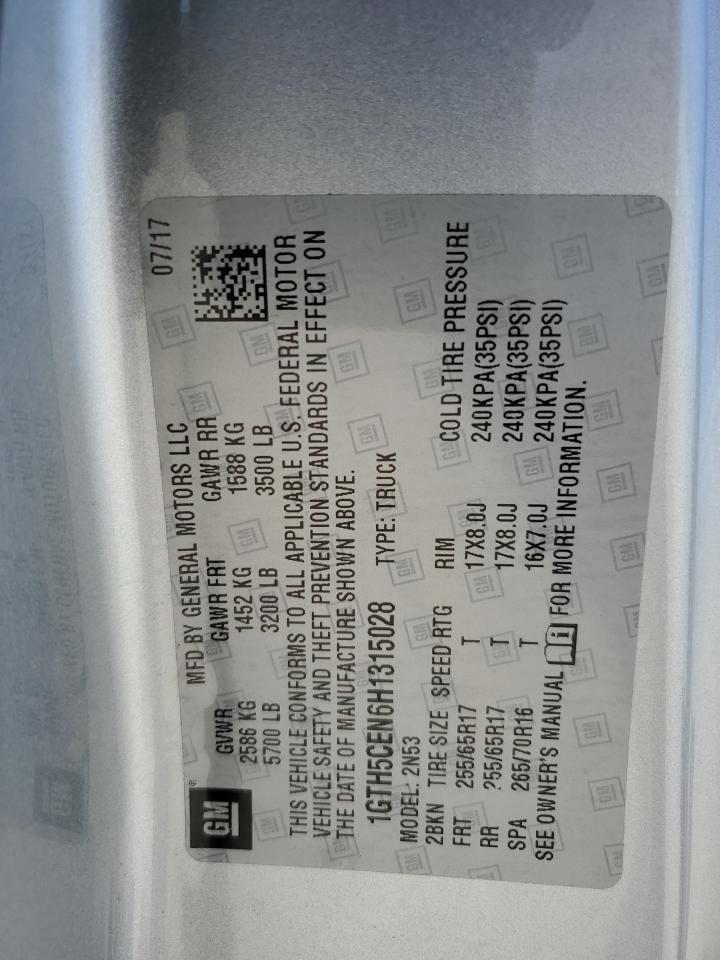 MFD BY GENERAL MOTORS LLC 07/17
GM
GVWR GAWR FRT GAWR RR
2586 KG 1452 KG 1588 KG
5700 LB 3200 LB 3500 LB
THIS VEHICLE CONFORMS TO ALL APPLICABLE U.S. FEDERAL MOTOR
VEHICLE SAFETY AND THEFT PREVENTION STANDARDS IN EFFECT ON
THE DATE OF MANUFACTURE SHOWN ABOVE.
1GTH5CEN6H1315028 TYPE: TRUCK
MODEL: 2N53
2BKN TIRE SIZE SPEED RTG RIM COLD TIRE PRESSURE
FRT 255/65R17 T 17X8.0J 240KPA(35PSI)
RR 255/65R17 T 17X8.0J 240KPA(35PSI)
SPA 265/70R16 T 16X7.0J 240KPA(35PSI)
SEE OWNER'S MANUAL FOR MORE INFORMATION.